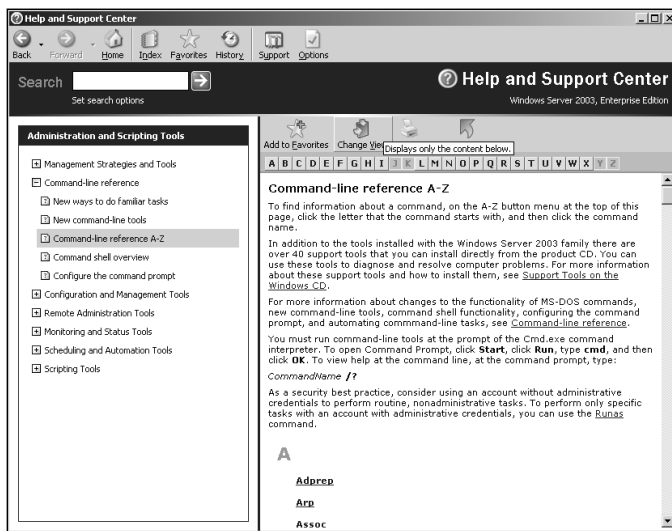 Help and Support Center
Back Forward Home Index Favorites History Support Options
Search
Set search options
Help and Support Center
Windows Server 2003, Enterprise Edition
Administration and Scripting Tools
Management Strategies and Tools
Command-line reference
New ways to do familiar tasks
New command-line tools
Command-line reference A-Z
Command shell overview
Configure the command prompt
Configuration and Management Tools
Remote Administration Tools
Monitoring and Status Tools
Scheduling and Automation Tools
Scripting Tools
Add to Favorites Change View
Displays only the content below.
A B C D E F G H I J K L M N O P Q R S T U V W X Y Z
Command-line reference A-Z
To find information about a command, on the A-Z button menu at the top of this
page, click the letter that the command starts with, and then click the command
name.
In addition to the tools installed with the Windows Server 2003 family there are
over 40 support tools that you can install directly from the product CD. You can
use these tools to diagnose and resolve computer problems. For more information
about these support tools and how to install them, see Support Tools on the
Windows CD.
For more information about changes to the functionality of MS-DOS commands,
new command-line tools, command shell functionality, configuring the command
prompt, and automating commmand-line tasks, see Command-line reference.
You must run command-line tools at the prompt of the Cmd.exe command
interpreter. To open Command Prompt, click Start, click Run, type cmd, and then
click OK. To view help at the command line, at the command prompt, type:
CommandName /?
As a security best practice, consider using an account without administrative
credentials to perform routine, nonadministrative tasks. To perform only specific
tasks with an account with administrative credentials, you can use the Runas
command.
A
Adprep
Arp
Assoc